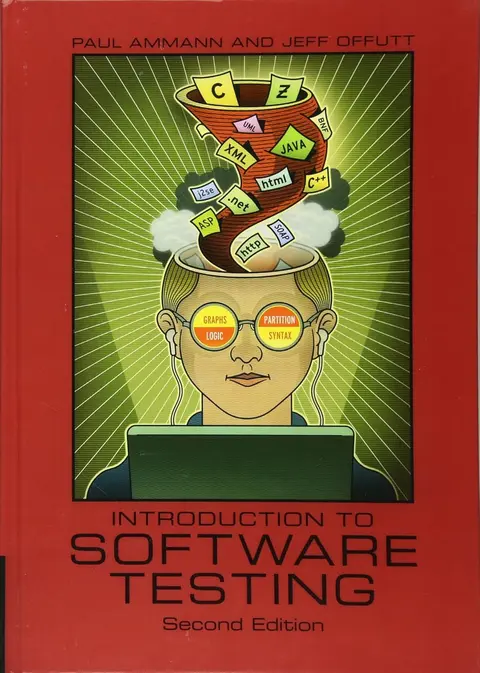 PAUL AMMANN AND JEFF OFFUTT
C
Z
UML
BNF
XML
JAVA
html
C++
j2se
.net
ASP
SOAP
http
GRAPHS
LOGIC
PARTITION
SYNTAX
INTRODUCTION TO
SOFTWARE
TESTING
Second Edition